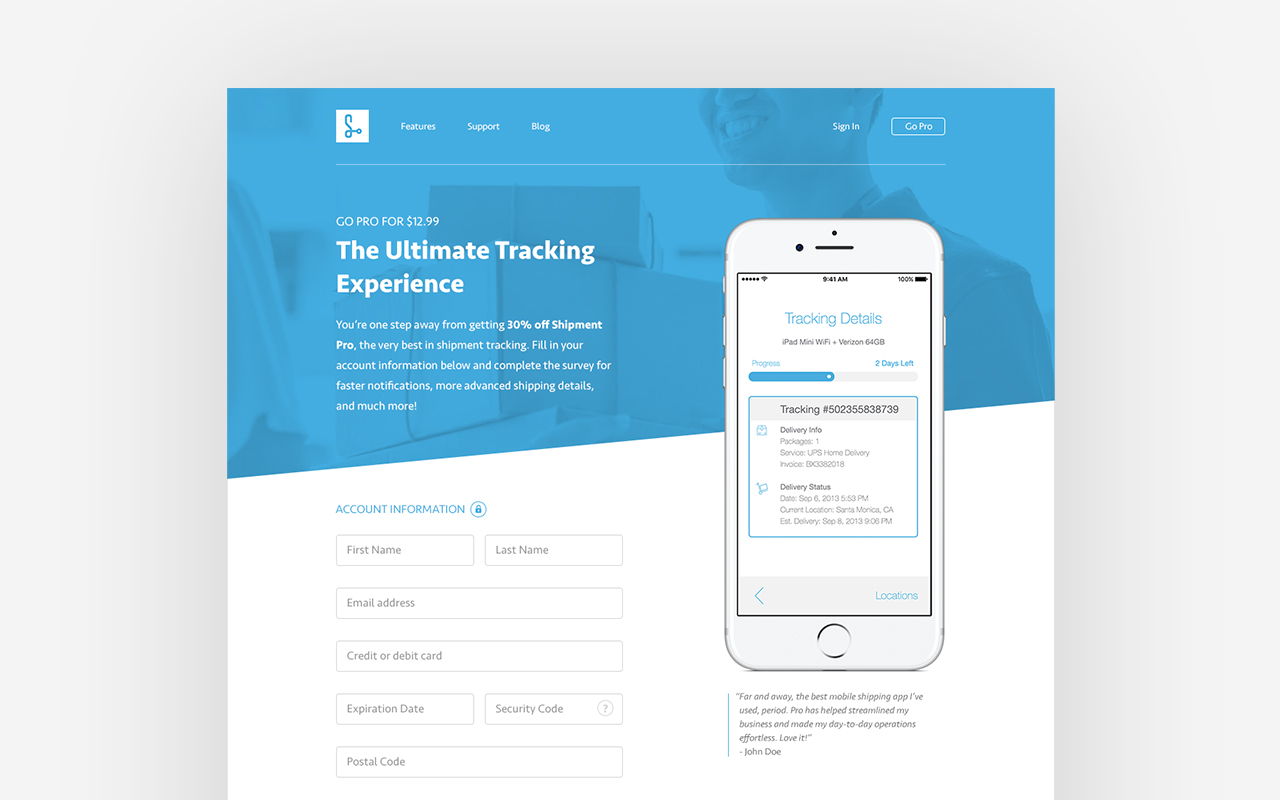 Features
Support
Blog
Sign In
Go Pro
GO PRO FOR $12.99
The Ultimate Tracking
Experience
You're one step away from getting 30% off Shipment
Pro, the very best in shipment tracking. Fill in your
account information below and complete the survey for
faster notifications, more advanced shipping details,
and much more!
ACCOUNT INFORMATION
First Name
Last Name
Email address
Credit or debit card
Expiration Date
Security Code
?
Postal Code
9:41 AM
100%
Tracking Details
iPad Mini WiFi + Verizon 64GB
Progress
2 Days Left
Tracking #502355838739
Delivery Info
Packages: 1
Service: UPS Home Delivery
Invoice: BX3382018
Delivery Status
Date: Sep 6, 2013 5:53 PM
Current Location: Santa Monica, CA
Est. Delivery: Sep 8, 2013 9:06 PM
Locations
"Far and away, the best mobile shipping app I've
used, period. Pro has helped streamlined my
business and made my day-to-day operations
effortless. Love it!"
- John Doe